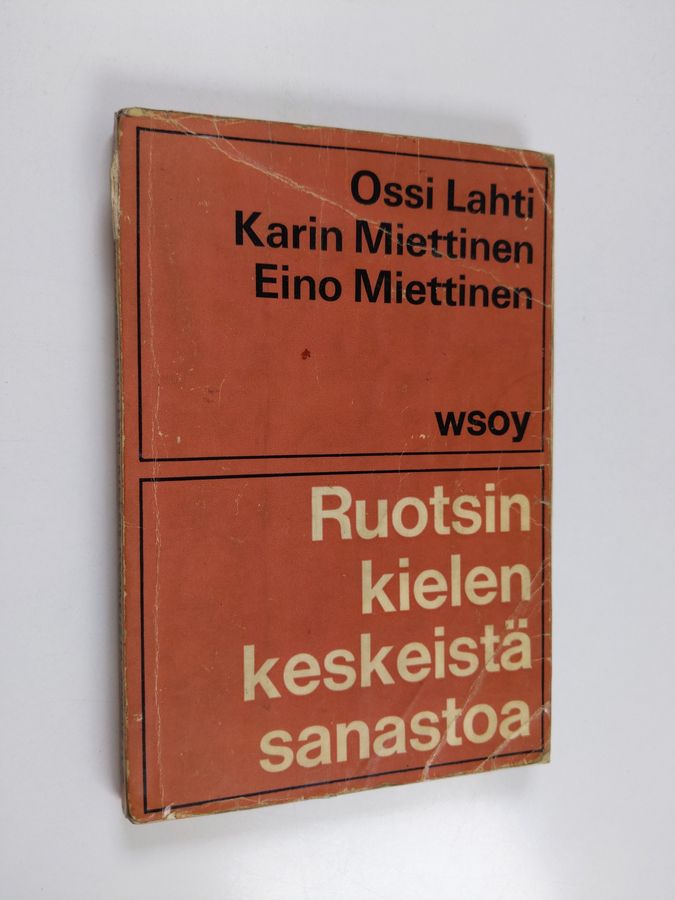 Ossi Lahti
Karin Miettinen
Eino Miettinen
wsoy
Ruotsin
kielen
keskeistä
sanastoa